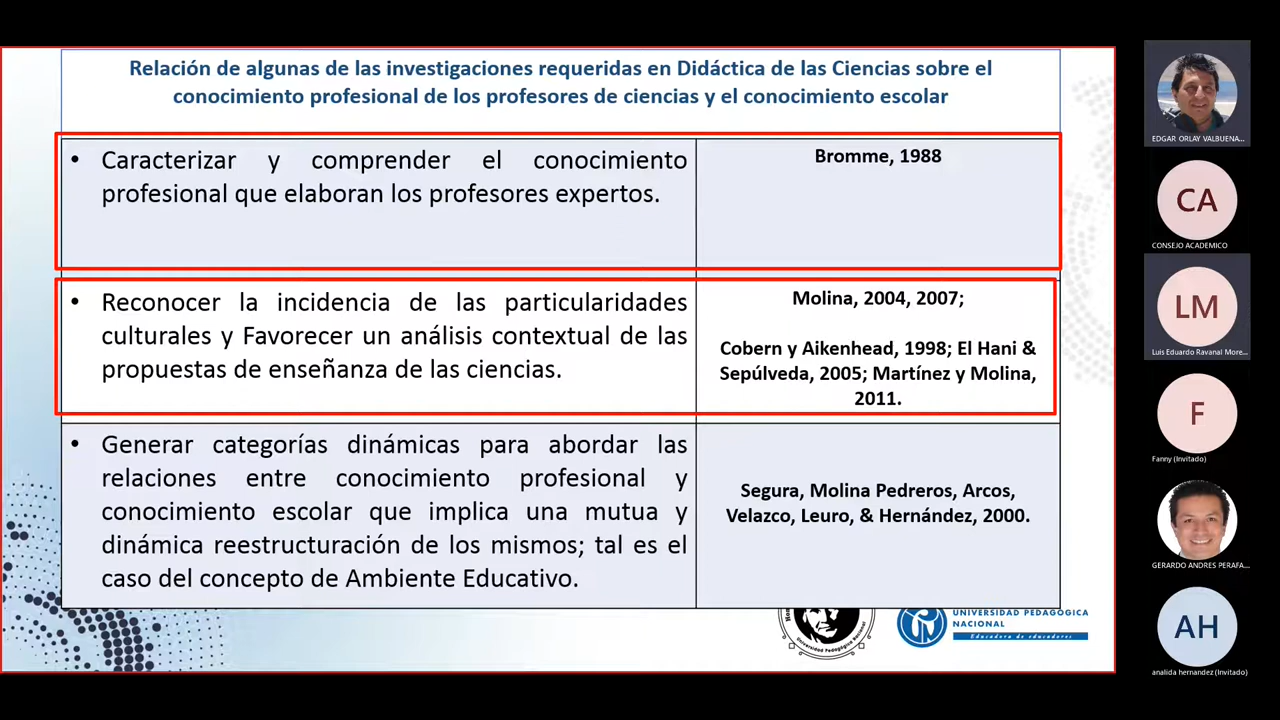 Relación de algunas de las investigaciones requeridas en Didáctica de las Ciencias sobre el
conocimiento profesional de los profesores de ciencias y el conocimiento escolar
• Caracterizar y comprender el conocimiento
profesional que elaboran los profesores expertos.
Bromme, 1988
• Reconocer la incidencia de las particularidades
culturales y Favorecer un análisis contextual de las
propuestas de enseñanza de las ciencias.
Molina, 2004, 2007;
Cobern y Aikenhead, 1998; El Hani &
Sepúlveda, 2005; Martínez y Molina,
2011.
• Generar categorías dinámicas para abordar las
relaciones entre conocimiento profesional y
conocimiento escolar que implica una mutua y
dinámica reestructuración de los mismos; tal es el
caso del concepto de Ambiente Educativo.
Segura, Molina Pedreros, Arcos,
Velazco, Leuro, & Hernández, 2000.
Universidad Pedagógica Nacional
UNIVERSIDAD PEDAGÓGICA
NACIONAL
Educadora de educadores
EDGAR ORLAY VALBUENA...
CA
CONSEJO ACADEMICO
LM
Luis Eduardo Ravanal More...
F
Fanny (Invitado)
GERARDO ANDRES PERAFA...
AH
analida hernandez (Invitado)